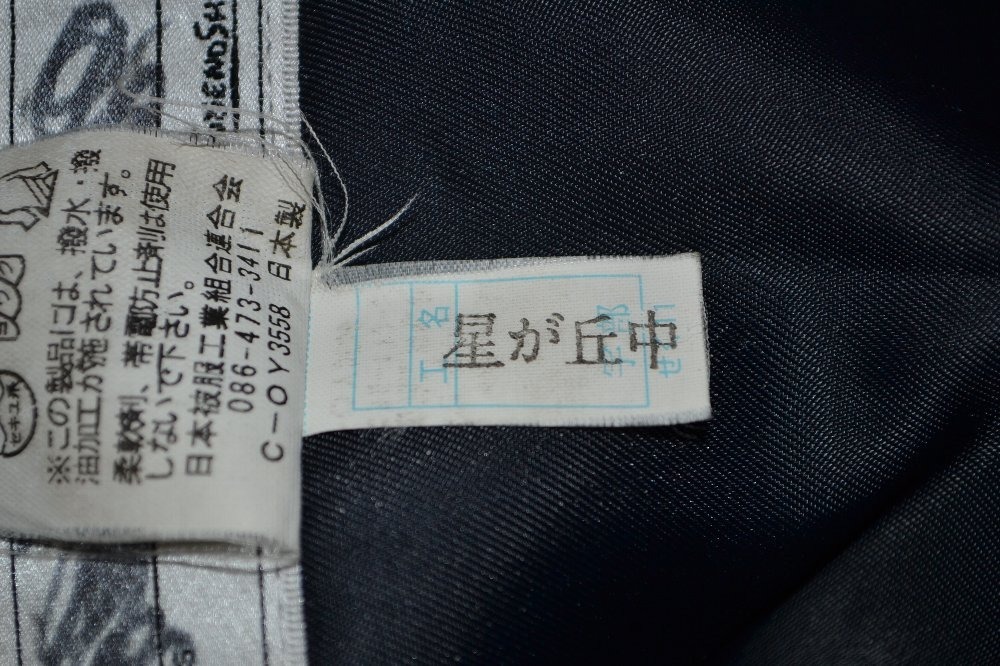 FRIENDSH
※この製品には、撥水・撥
油加工が施されています。
柔軟剤、帯電防止剤は使用
しないで下さい。
日本被服工業組合連合会
086-473-3411
C-OY3558 日本製
星が丘中